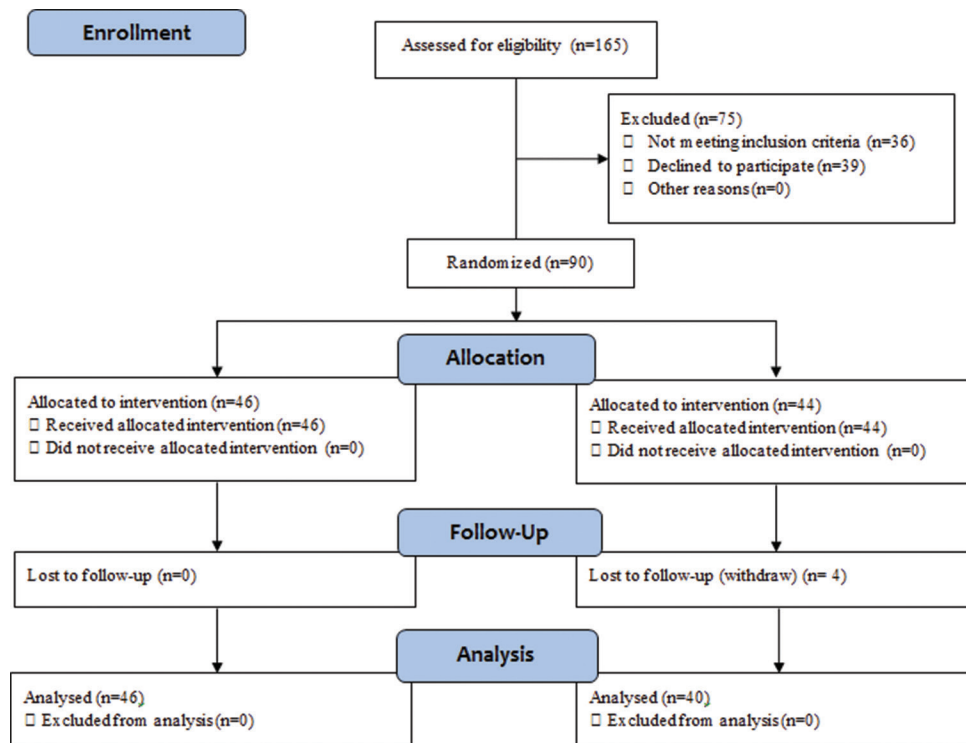 Enrollment
Assessed for eligibility (n=165)
Excluded (n=75)
□ Not meeting inclusion criteria (n=36)
□ Declined to participate (n=39)
□ Other reasons (n=0)
Randomized (n=90)
Allocation
Allocated to intervention (n=46)
□ Received allocated intervention (n=46)
□ Did not receive allocated intervention (n=0)
Allocated to intervention (n=44)
□ Received allocated intervention (n=44)
□ Did not receive allocated intervention (n=0)
Follow-Up
Lost to follow-up (n=0)
Lost to follow-up (withdraw) (n= 4)
Analysis
Analysed (n=46)
□ Excluded from analysis (n=0)
Analysed (n=40)
□ Excluded from analysis (n=0)